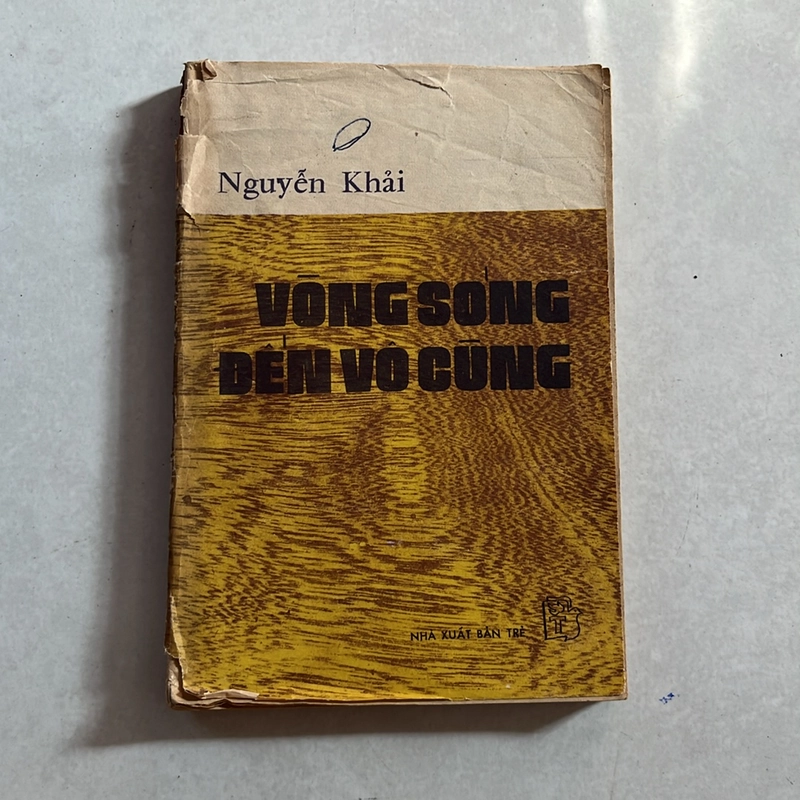 Nguyễn Khải
VÒNG SÓNG
ĐẾN VÔ CÙNG
NHÀ XUẤT BẢN TRẺ